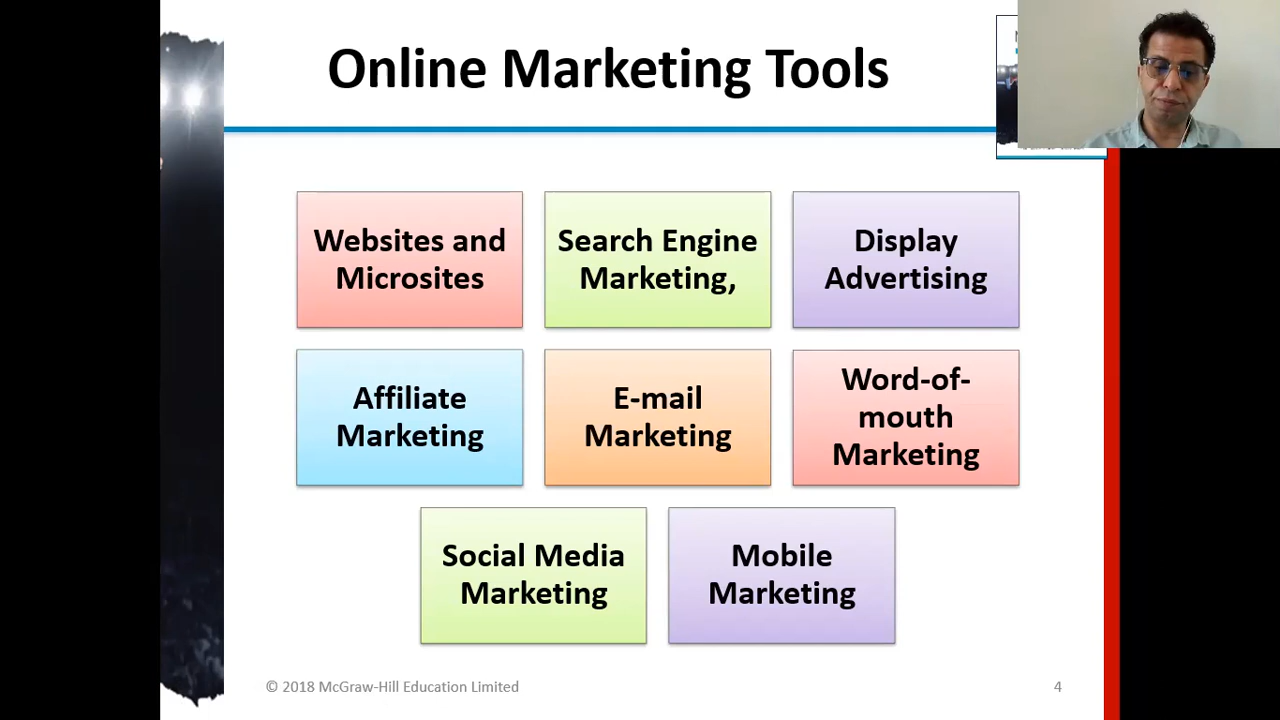 Online Marketing Tools
Websites and
Microsites
Search Engine
Marketing,
Display
Advertising
Affiliate
Marketing
E-mail
Marketing
Word-of-
mouth
Marketing
Social Media
Marketing
Mobile
Marketing
© 2018 McGraw-Hill Education Limited
4